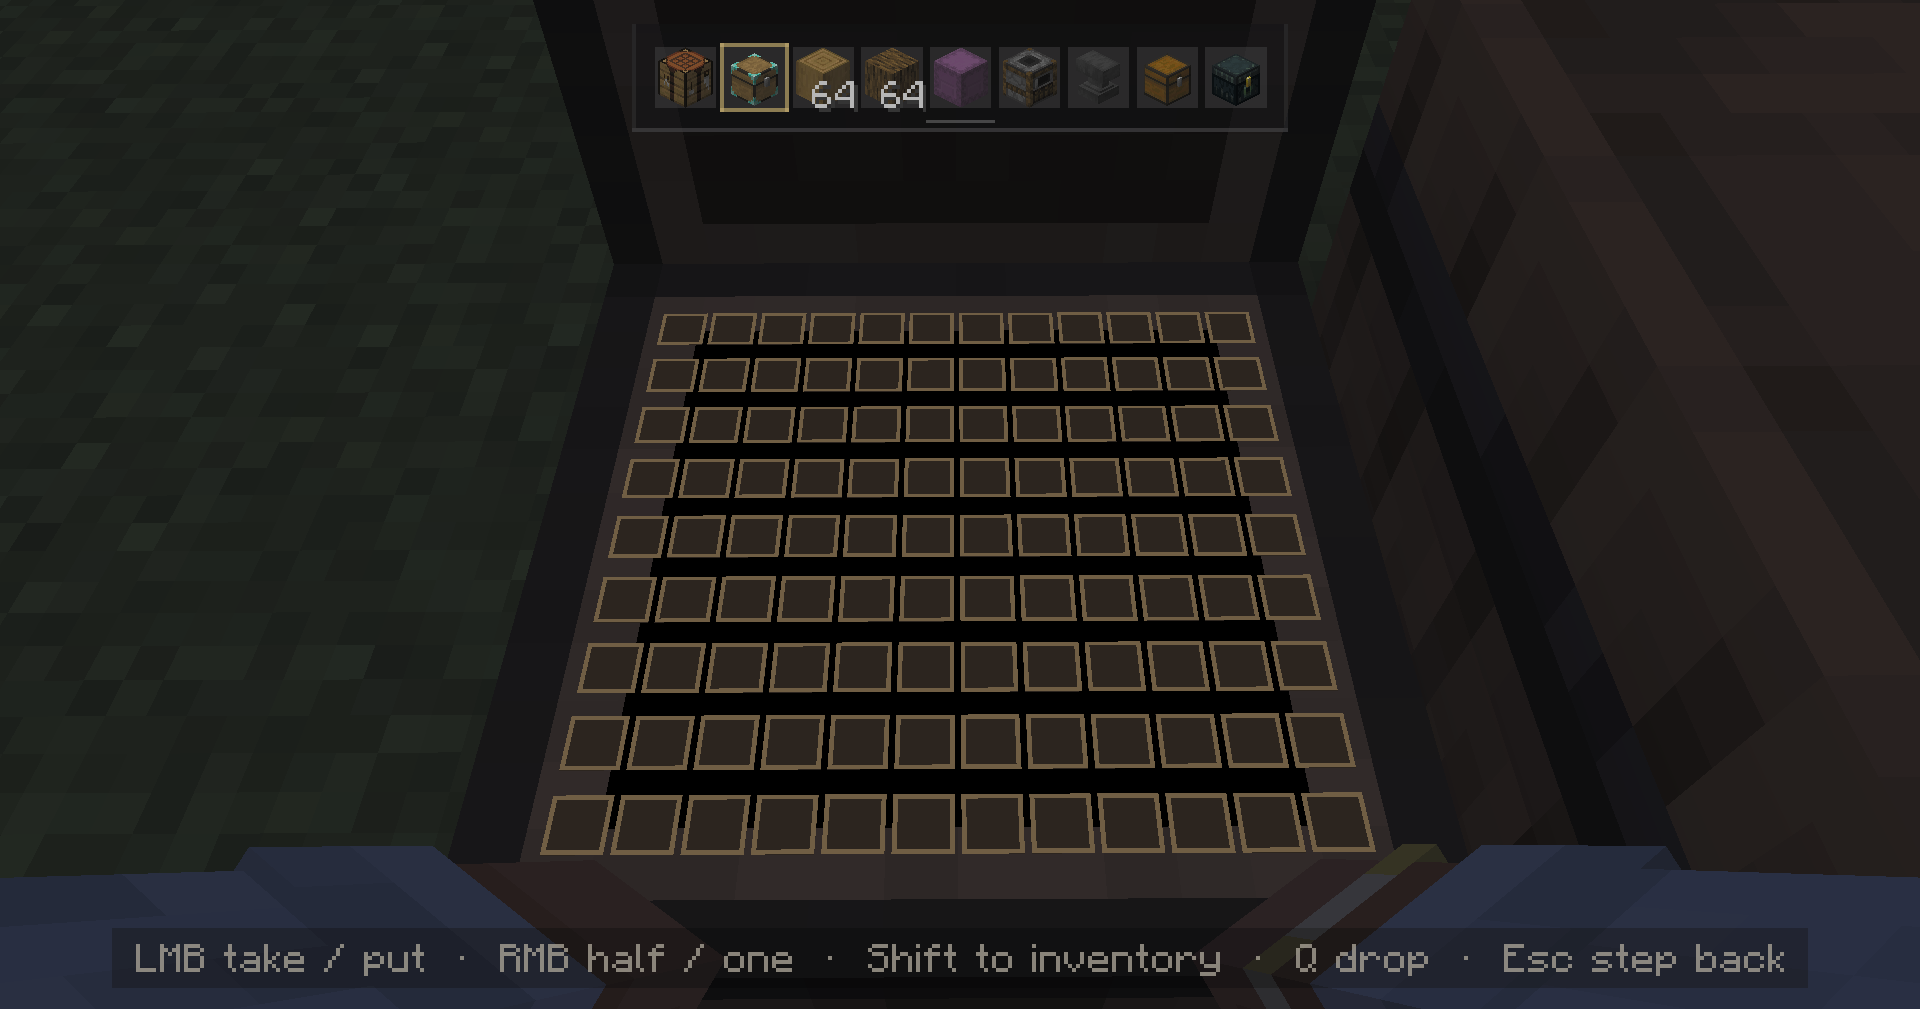 64 64
LMB take / put · RMB half / one · Shift to inventory · Q drop · Esc step back